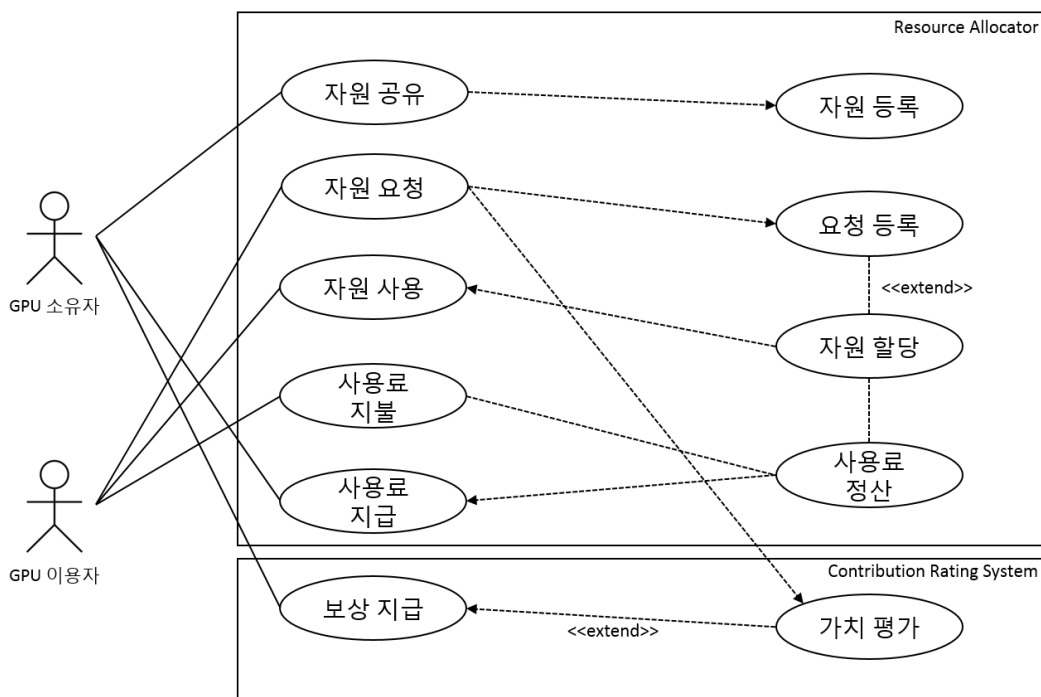 Resource Allocator
자원 공유
자원 등록
자원 요청
요청 등록
<<extend>>
자원 사용
GPU 소유자
자원 할당
사용료
지불
사용료
정산
사용료
지급
GPU 이용자
Contribution Rating System
보상 지급
<<extend>>
가치 평가